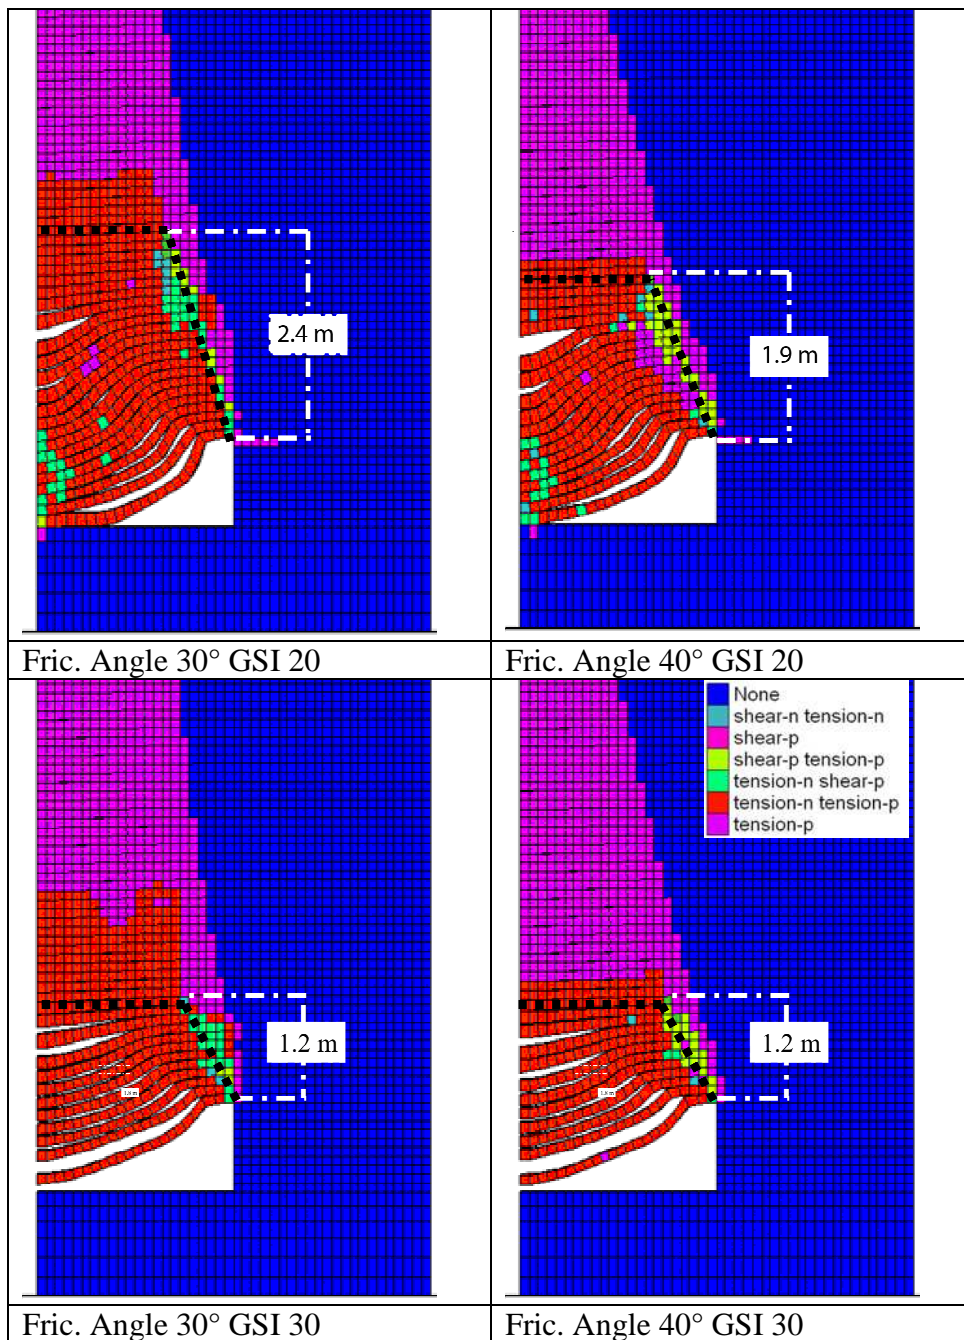 2.4 m
1.9 m
Fric. Angle 30° GSI 20
Fric. Angle 40° GSI 20
None
shear-n tension-n
shear-p
shear-p tension-p
tension-n shear-p
tension-n tension-p
tension-p
1.2 m
1.2 m
Fric. Angle 30° GSI 30
Fric. Angle 40° GSI 30